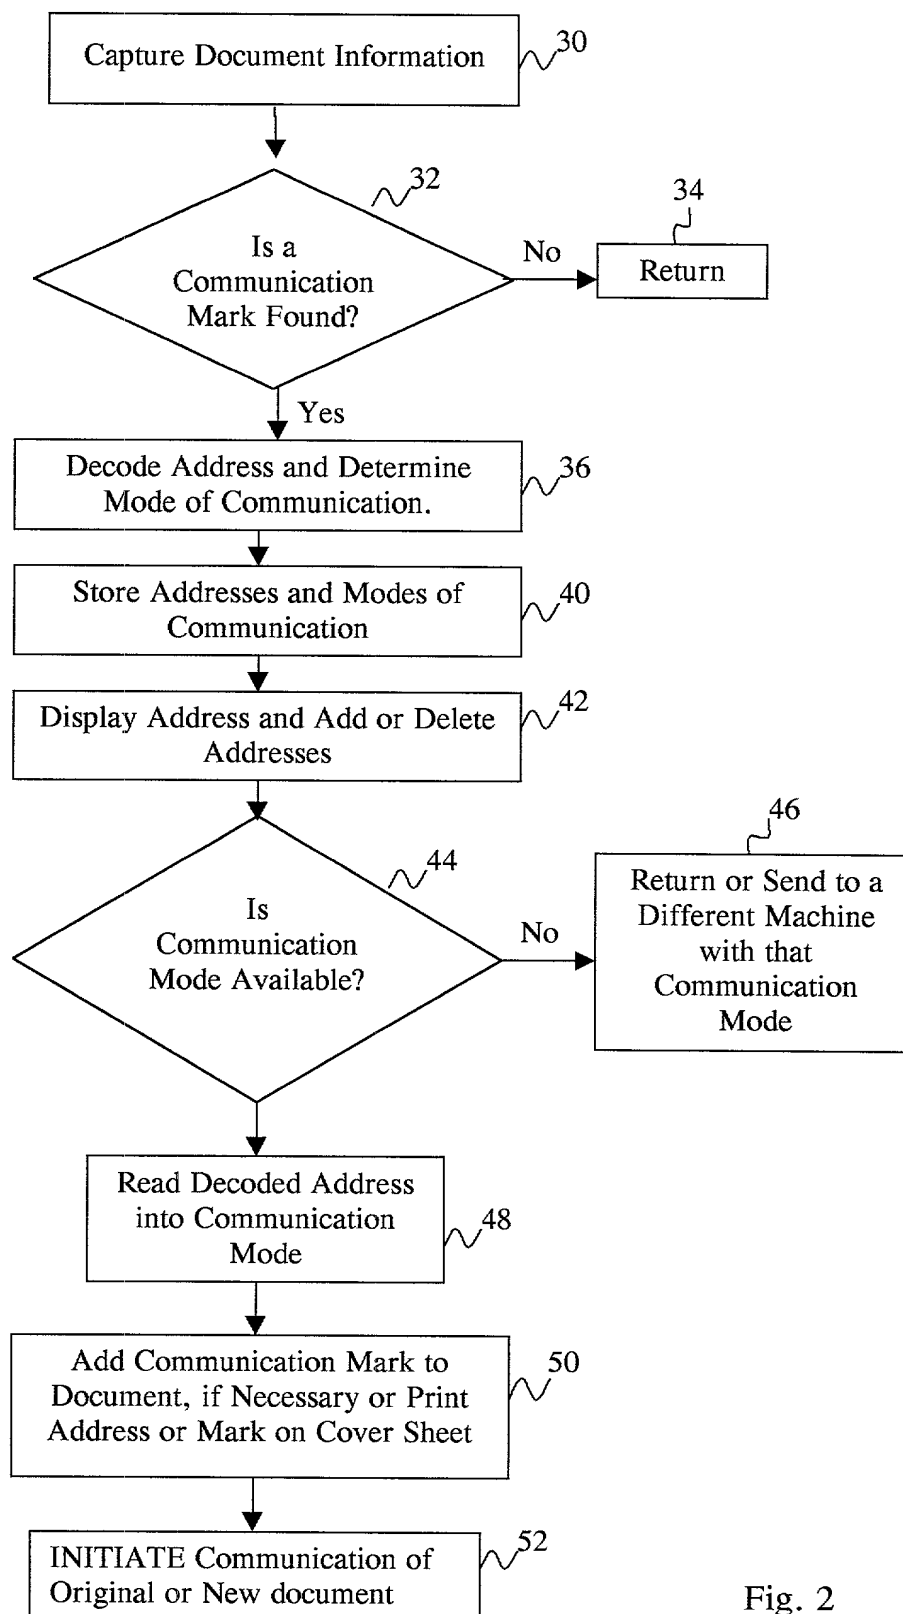 Capture Document Information
30
32
Is a
Communication
Mark Found?
No
34
Return
Yes
Decode Address and Determine
Mode of Communication.
36
Store Addresses and Modes of
Communication
40
Display Address and Add or Delete
Addresses
42
44
Is
Communication
Mode Available?
No
46
Return or Send to a
Different Machine
with that
Communication
Mode
Read Decoded Address
into Communication
Mode
48
Add Communication Mark to
Document, if Necessary or Print
Address or Mark on Cover Sheet
50
INITIATE Communication of
Original or New document
52
Fig. 2